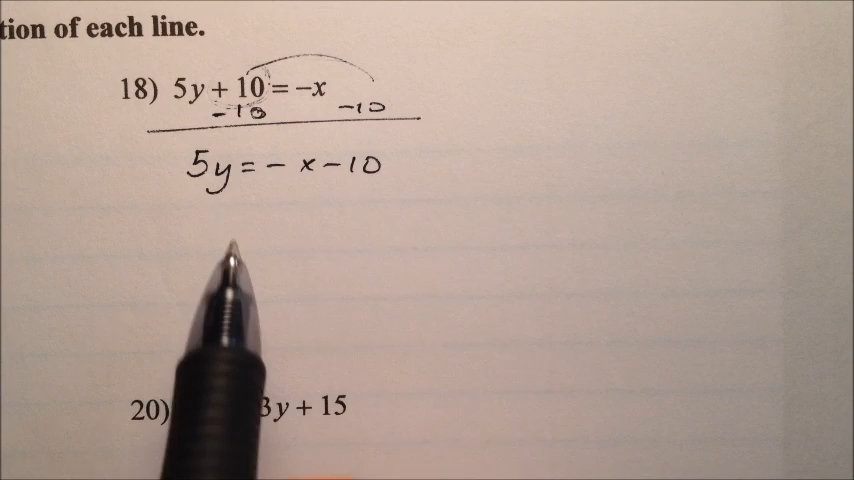 tion of each line.
18) 5y + 10 = −x
−10 −10
5y = − x − 10
20) 3y + 15